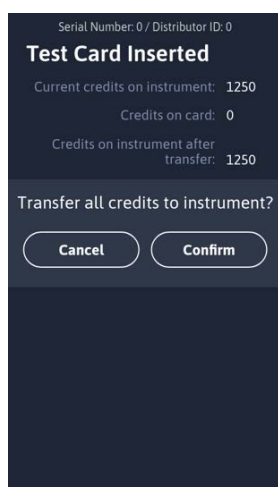 Serial Number: 0 / Distributor ID: 0
Test Card Inserted
Current credits on instrument: 1250
Credits on card: 0
Credits on instrument after
transfer: 1250
Transfer all credits to instrument?
Cancel Confirm